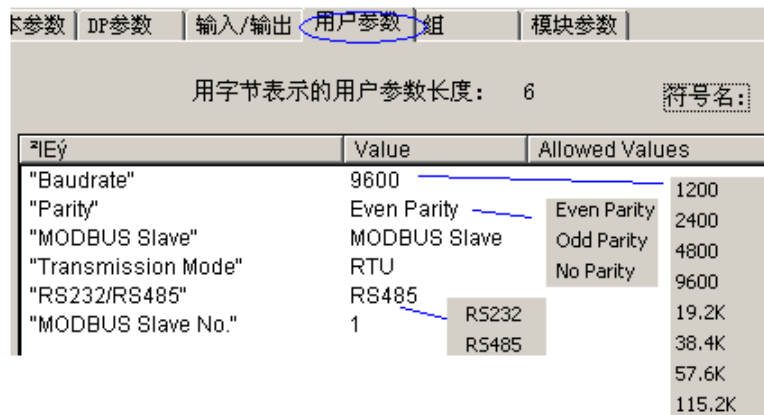 本参数 DP参数 输入/输出 用户参数 组 模块参数
用字节表示的用户参数长度： 6 符号名:
²ÎÊý Value Allowed Values
"Baudrate" 9600
"Parity" Even Parity
"MODBUS Slave" MODBUS Slave
"Transmission Mode" RTU
"RS232/RS485" RS485
"MODBUS Slave No." 1
Even Parity
Odd Parity
No Parity
RS232
RS485
1200
2400
4800
9600
19.2K
38.4K
57.6K
115.2K